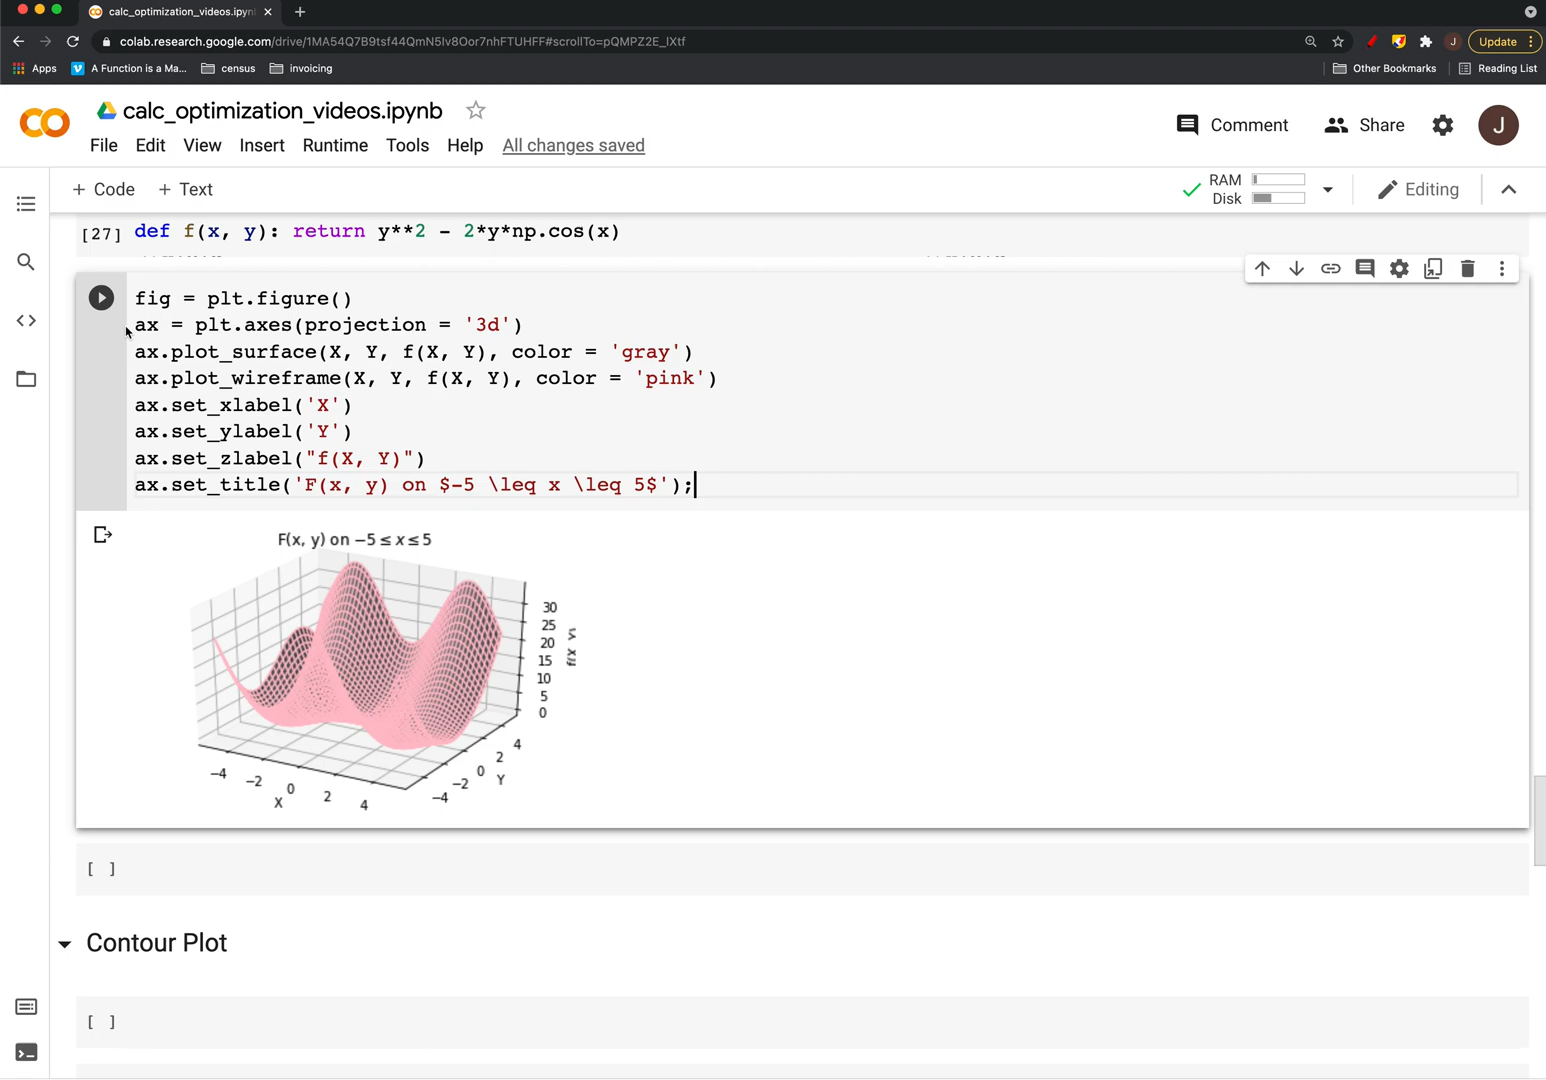 calc_optimization_videos.ipyn
colab.research.google.com/drive/1MA54Q7B9tsf44QmN5Iv8Oor7nhFTUHFF#scrollTo=pQMPZ2E_IXtf
J
Update
Apps
A Function is a Ma...
census
invoicing
Other Bookmarks
Reading List
calc_optimization_videos.ipynb
Comment
Share
J
File Edit View Insert Runtime Tools Help All changes saved
+ Code + Text
RAM
Disk
Editing
[27] def f(x, y): return y**2 - 2*y*np.cos(x)
fig = plt.figure()
ax = plt.axes(projection = '3d')
ax.plot_surface(X, Y, f(X, Y), color = 'gray')
ax.plot_wireframe(X, Y, f(X, Y), color = 'pink')
ax.set_xlabel('X')
ax.set_ylabel('Y')
ax.set_zlabel("f(X, Y)")
ax.set_title('F(x, y) on $-5 \leq x \leq 5$');
F(x, y) on −5 ≤ x ≤ 5
30
25
20
15
10
5
0
−4
−2
0
2
4
X
−4
−2
0
2
4
Y
[ ]
Contour Plot
[ ]